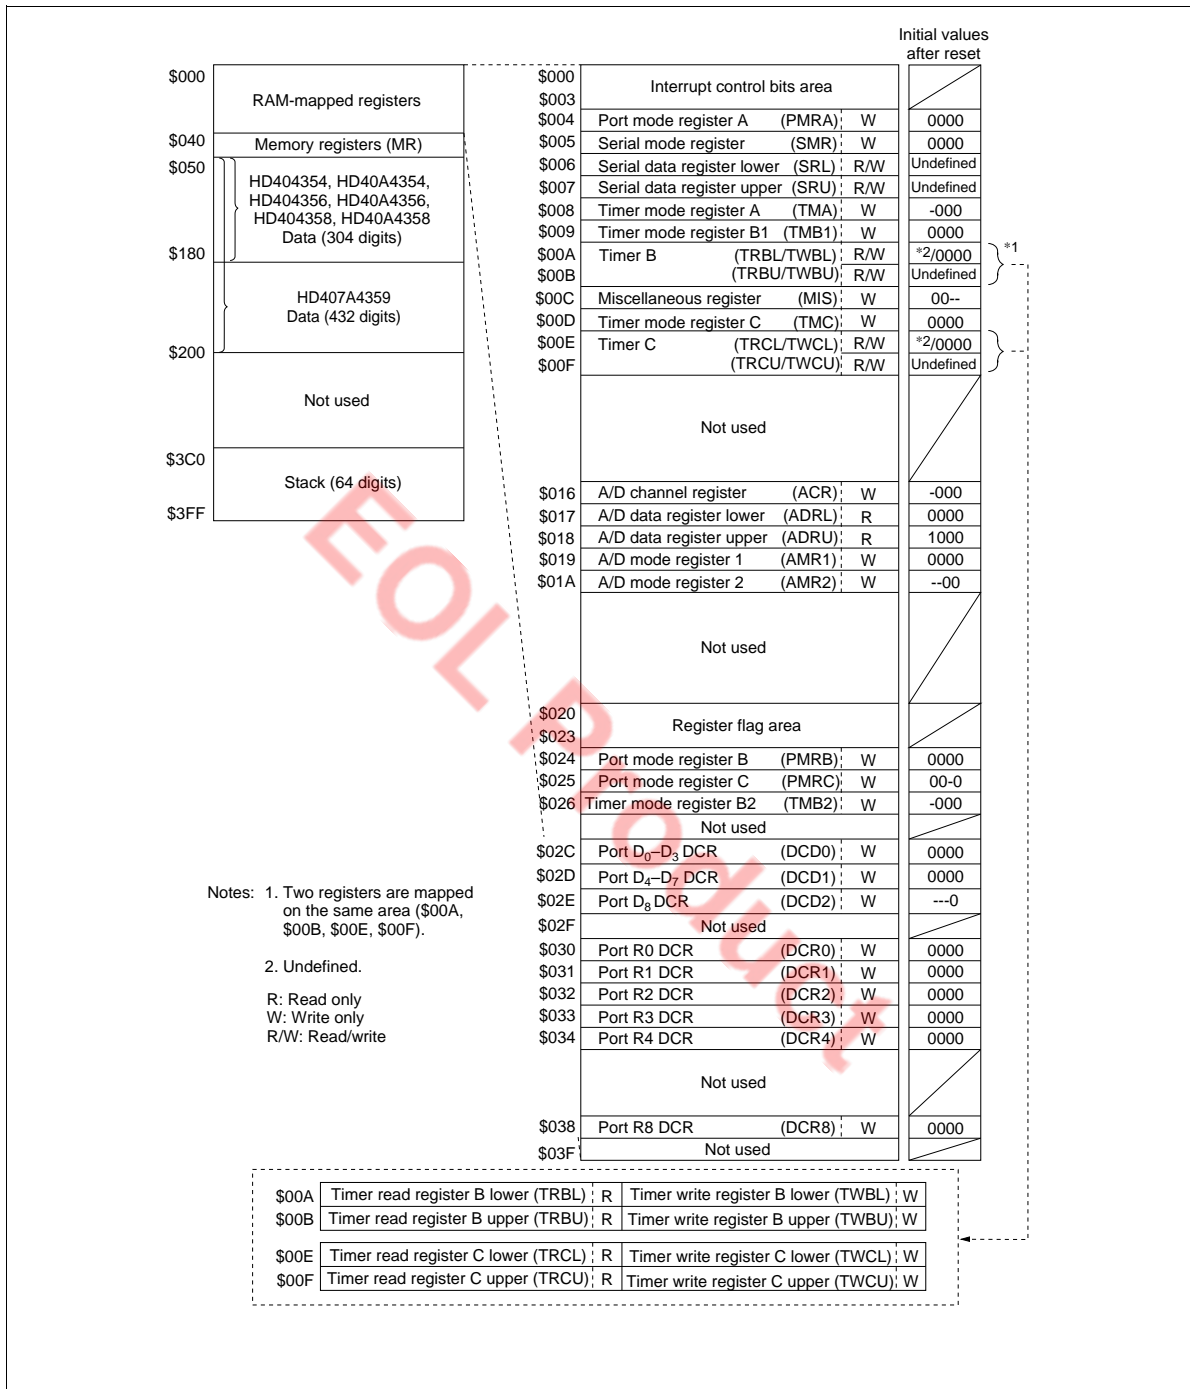 Initial values
after reset
$000
RAM-mapped registers
$040
Memory registers (MR)
$050
HD404354, HD40A4354,
HD404356, HD40A4356,
HD404358, HD40A4358
Data (304 digits)
$180
HD407A4359
Data (432 digits)
$200
Not used
$3C0
Stack (64 digits)
$3FF
$000
Interrupt control bits area
$003
$004 Port mode register A (PMRA) W 0000
$005 Serial mode register (SMR) W 0000
$006 Serial data register lower (SRL) R/W Undefined
$007 Serial data register upper (SRU) R/W Undefined
$008 Timer mode register A (TMA) W -000
$009 Timer mode register B1 (TMB1) W 0000
$00A Timer B (TRBL/TWBL) R/W *2/0000 *1
$00B (TRBU/TWBU) R/W Undefined
$00C Miscellaneous register (MIS) W 00--
$00D Timer mode register C (TMC) W 0000
$00E Timer C (TRCL/TWCL) R/W *2/0000
$00F (TRCU/TWCU) R/W Undefined
Not used
$016 A/D channel register (ACR) W -000
$017 A/D data register lower (ADRL) R 0000
$018 A/D data register upper (ADRU) R 1000
$019 A/D mode register 1 (AMR1) W 0000
$01A A/D mode register 2 (AMR2) W --00
Not used
$020
Register flag area
$023
$024 Port mode register B (PMRB) W 0000
$025 Port mode register C (PMRC) W 00-0
$026 Timer mode register B2 (TMB2) W -000
Not used
$02C Port D0–D3 DCR (DCD0) W 0000
$02D Port D4–D7 DCR (DCD1) W 0000
$02E Port D8 DCR (DCD2) W ---0
$02F Not used
$030 Port R0 DCR (DCR0) W 0000
$031 Port R1 DCR (DCR1) W 0000
$032 Port R2 DCR (DCR2) W 0000
$033 Port R3 DCR (DCR3) W 0000
$034 Port R4 DCR (DCR4) W 0000
Not used
$038 Port R8 DCR (DCR8) W 0000
$03F Not used
Notes: 1. Two registers are mapped
on the same area ($00A,
$00B, $00E, $00F).
2. Undefined.
R: Read only
W: Write only
R/W: Read/write
$00A Timer read register B lower (TRBL) R Timer write register B lower (TWBL) W
$00B Timer read register B upper (TRBU) R Timer write register B upper (TWBU) W
$00E Timer read register C lower (TRCL) R Timer write register C lower (TWCL) W
$00F Timer read register C upper (TRCU) R Timer write register C upper (TWCU) W
EOL Product